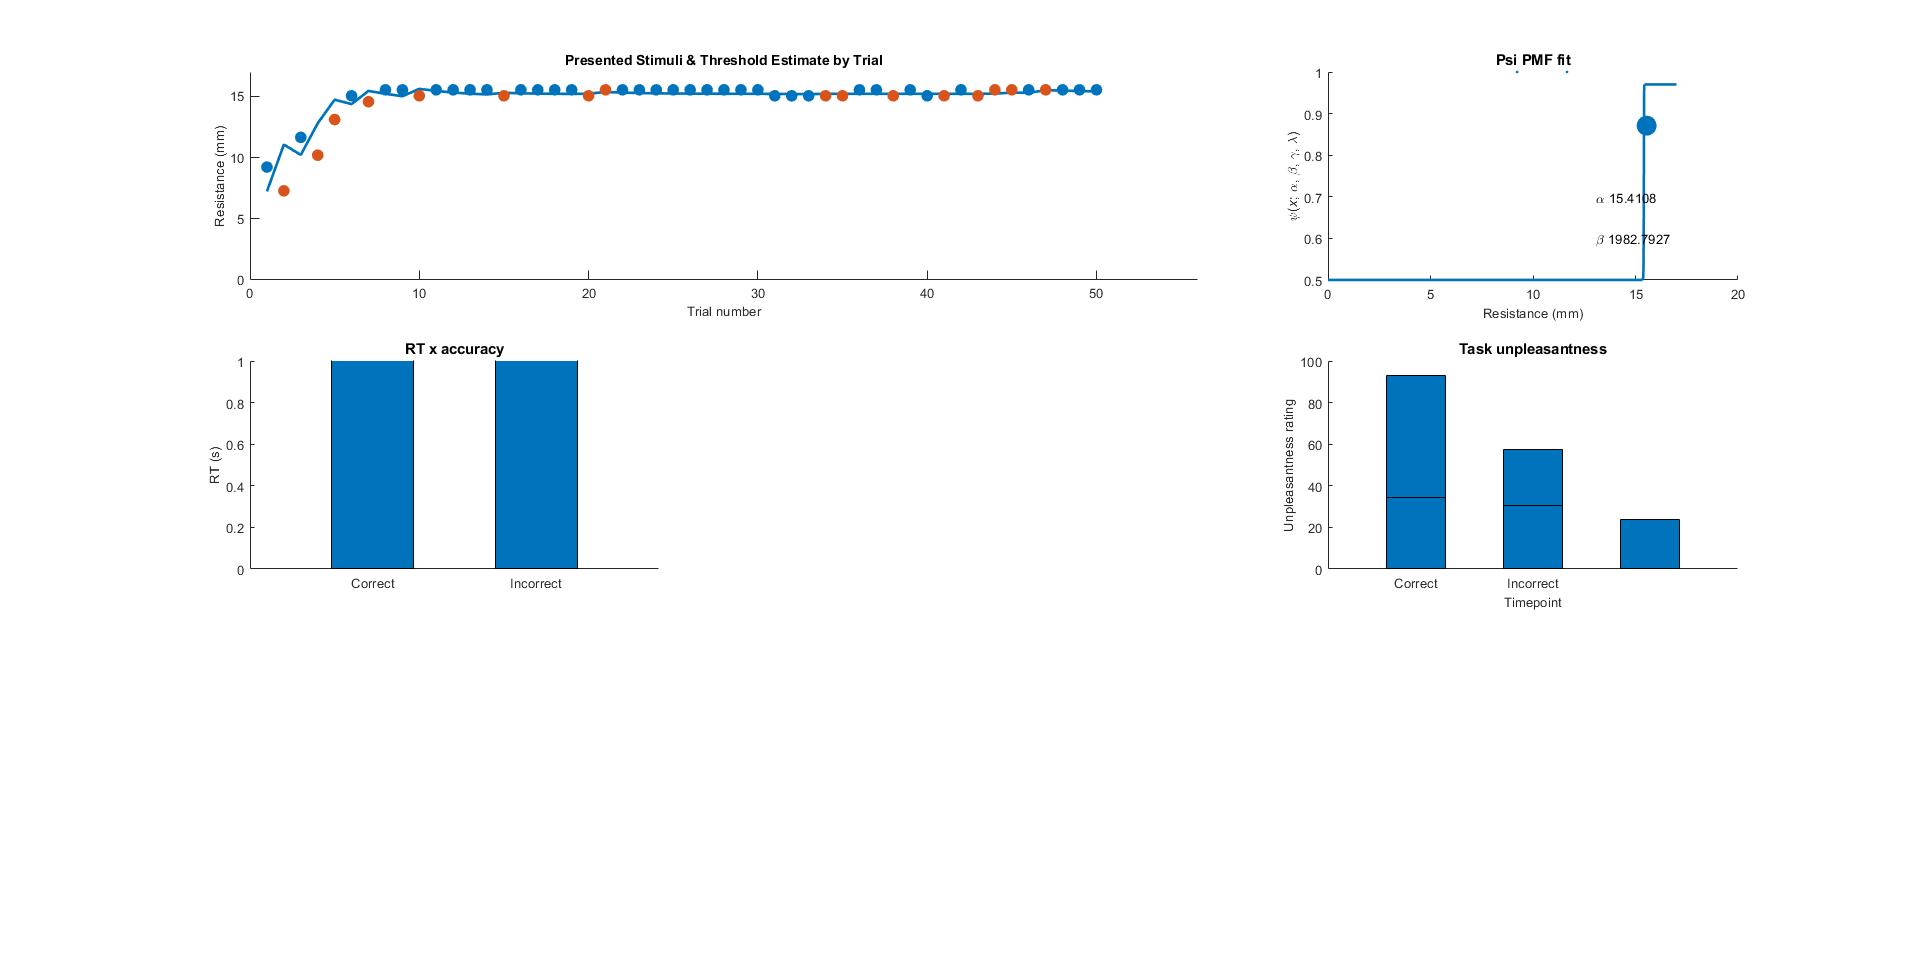 Presented Stimuli & Threshold Estimate by Trial
Resistance (mm)
15
10
5
0
0 10 20 30 40 50
Trial number
Psi PMF fit
ψ(x; α, β, γ, λ)
1
0.9
0.8
0.7
0.6
0.5
α 15.4108
β 1982.7927
0 5 10 15 20
Resistance (mm)
RT x accuracy
RT (s)
1
0.8
0.6
0.4
0.2
0
Correct Incorrect
Task unpleasantness
Unpleasantness rating
100
80
60
40
20
0
Correct Incorrect
Timepoint